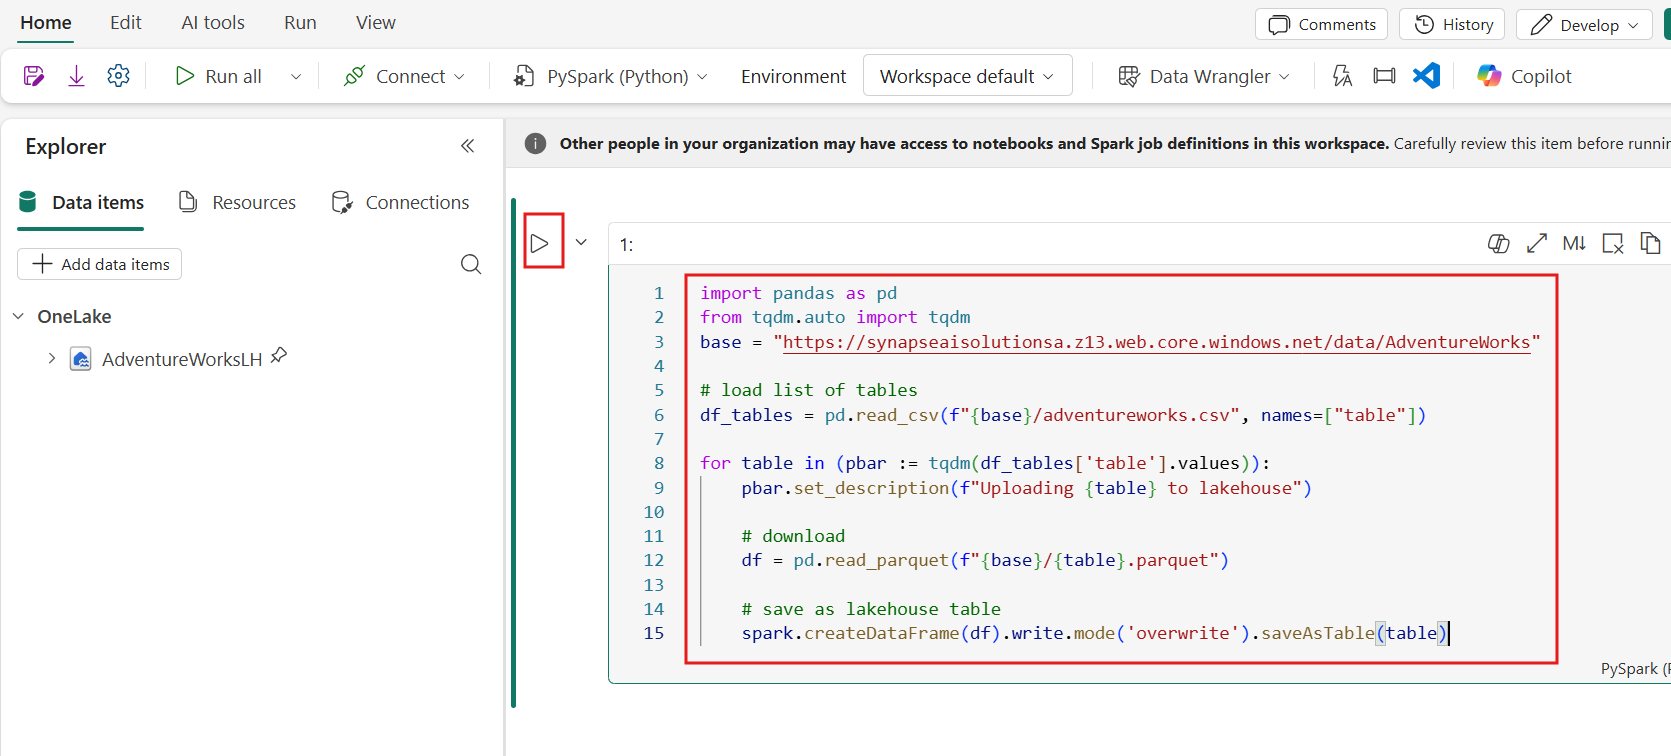 Home Edit AI tools Run View Comments History Develop
Run all Connect PySpark (Python) Environment Workspace default Data Wrangler Copilot
Explorer
Other people in your organization may have access to notebooks and Spark job definitions in this workspace. Carefully review this item before runnin
Data items Resources Connections
Add data items
OneLake
AdventureWorksLH
1:
M↓
1 import pandas as pd
2 from tqdm.auto import tqdm
3 base = "https://synapseaisolutionsa.z13.web.core.windows.net/data/AdventureWorks"
4
5 # load list of tables
6 df_tables = pd.read_csv(f"{base}/adventureworks.csv", names=["table"])
7
8 for table in (pbar := tqdm(df_tables['table'].values)):
9 pbar.set_description(f"Uploading {table} to lakehouse")
10
11 # download
12 df = pd.read_parquet(f"{base}/{table}.parquet")
13
14 # save as lakehouse table
15 spark.createDataFrame(df).write.mode('overwrite').saveAsTable(table)
PySpark (P